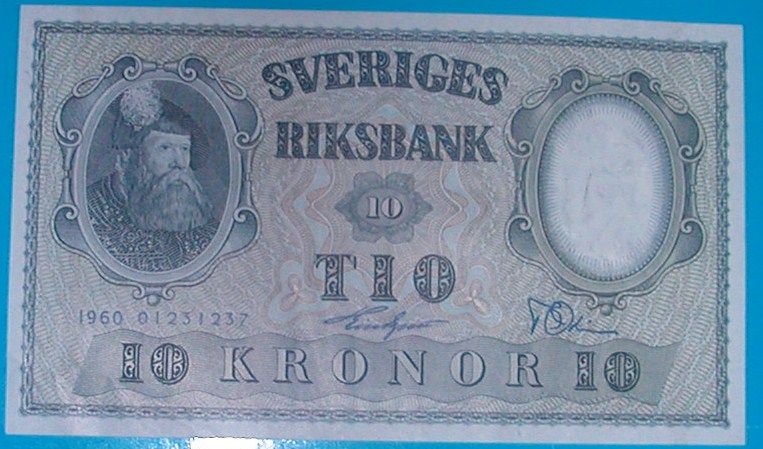 SVERIGES
RIKSBANK
10
TIO
1960 01231237
10 KRONOR 10